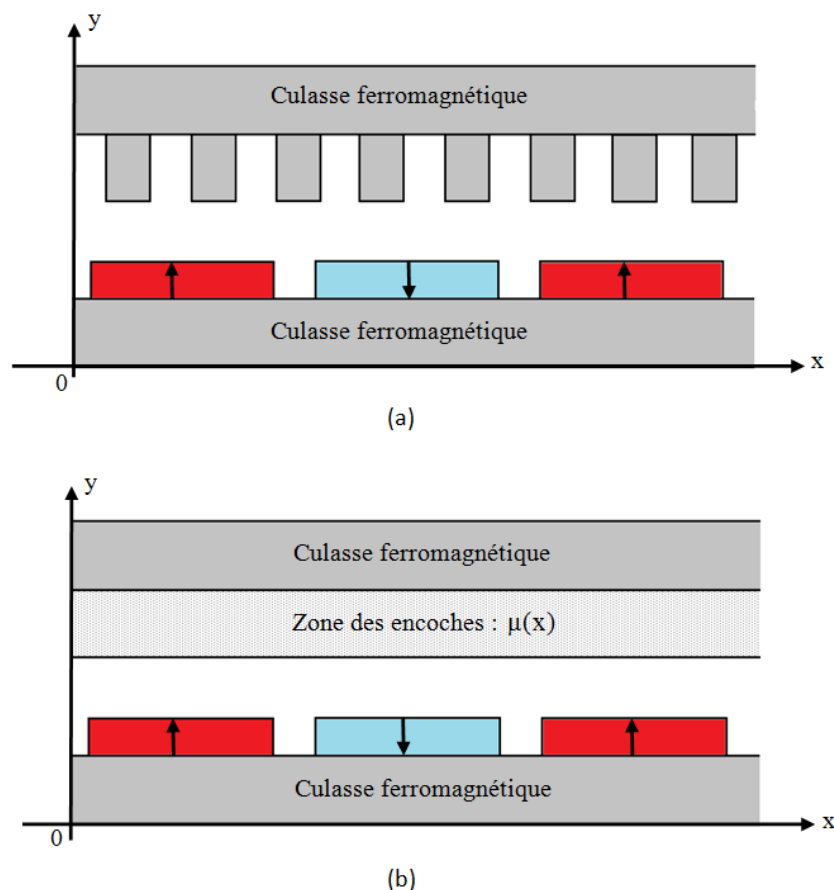 y
Culasse ferromagnétique
Culasse ferromagnétique
0
x
(a)
y
Culasse ferromagnétique
Zone des encoches : μ(x)
Culasse ferromagnétique
0
x
(b)